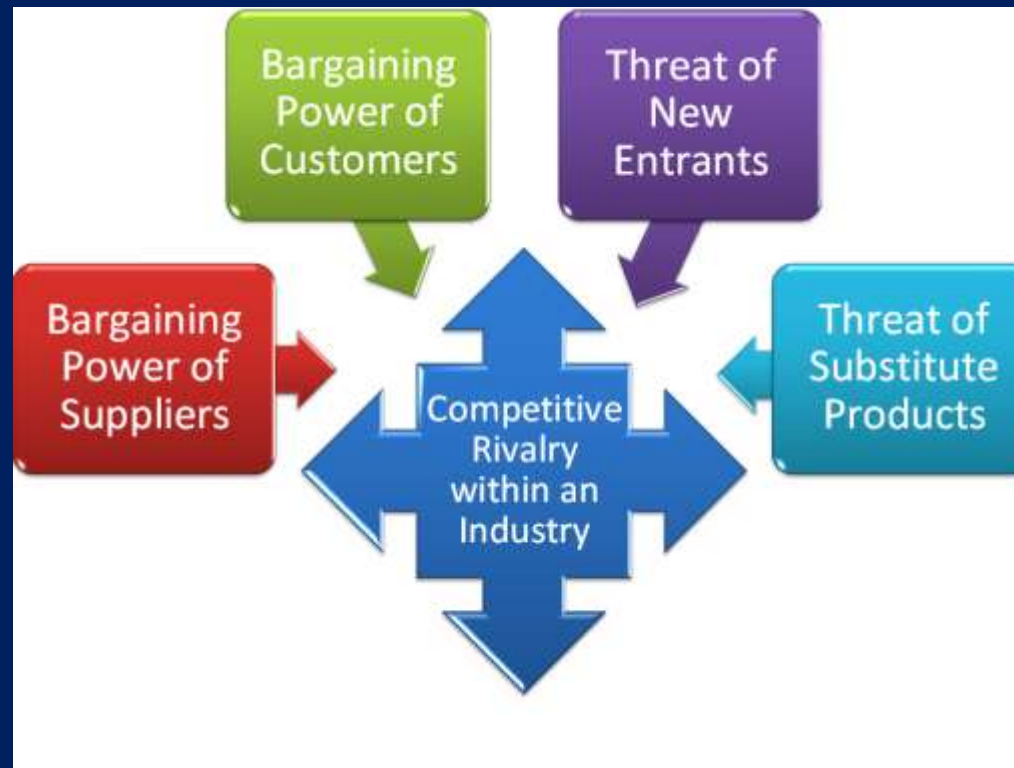 Bargaining
Power of
Customers
Threat of
New
Entrants
Bargaining
Power of
Suppliers
Competitive
Rivalry
within an
Industry
Threat of
Substitute
Products